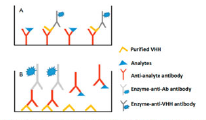 A
B
Purified VHH
Analytes
Anti-analyte antibody
Enzyme-anti-Ab antibody
Enzyme-anti-VHH antibody